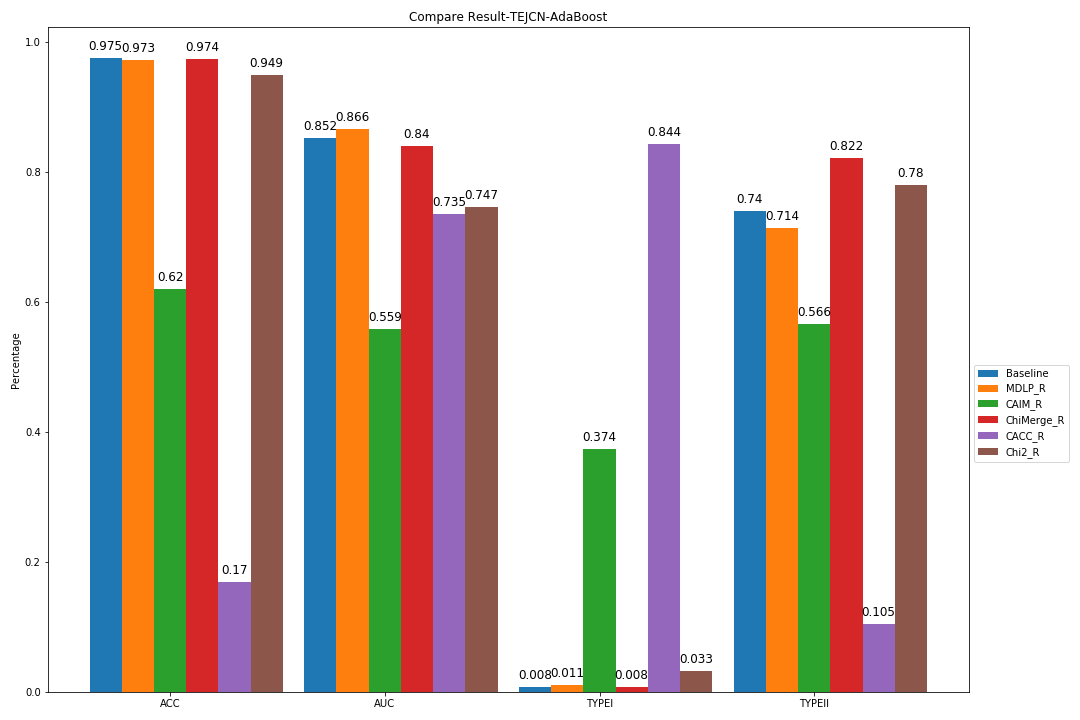 Compare Result-TEJCN-AdaBoost
Percentage
1.0
0.8
0.6
0.4
0.2
0.0
0.975
0.973
0.62
0.974
0.17
0.949
0.852
0.866
0.559
0.84
0.735
0.747
0.008
0.011
0.374
0.008
0.844
0.033
0.74
0.714
0.566
0.822
0.105
0.78
ACC
AUC
TYPEI
TYPEII
Baseline
MDLP_R
CAIM_R
ChiMerge_R
CACC_R
Chi2_R